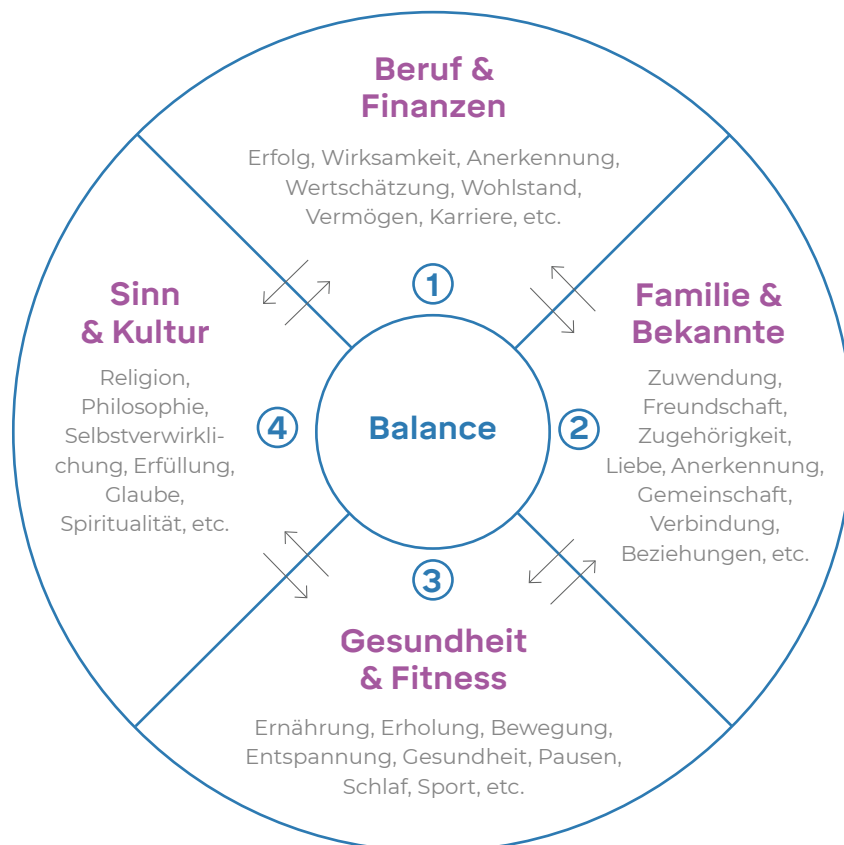 Beruf &
Finanzen
Erfolg, Wirksamkeit, Anerkennung,
Wertschätzung, Wohlstand,
Vermögen, Karriere, etc.
1
Familie &
Bekannte
Zuwendung,
Freundschaft,
Zugehörigkeit,
Liebe, Anerkennung,
Gemeinschaft,
Verbindung,
Beziehungen, etc.
2
Balance
3
Gesundheit
& Fitness
Ernährung, Erholung, Bewegung,
Entspannung, Gesundheit, Pausen,
Schlaf, Sport, etc.
Sinn
& Kultur
Religion,
Philosophie,
Selbstverwirkli-
chung, Erfüllung,
Glaube,
Spiritualität, etc.
4